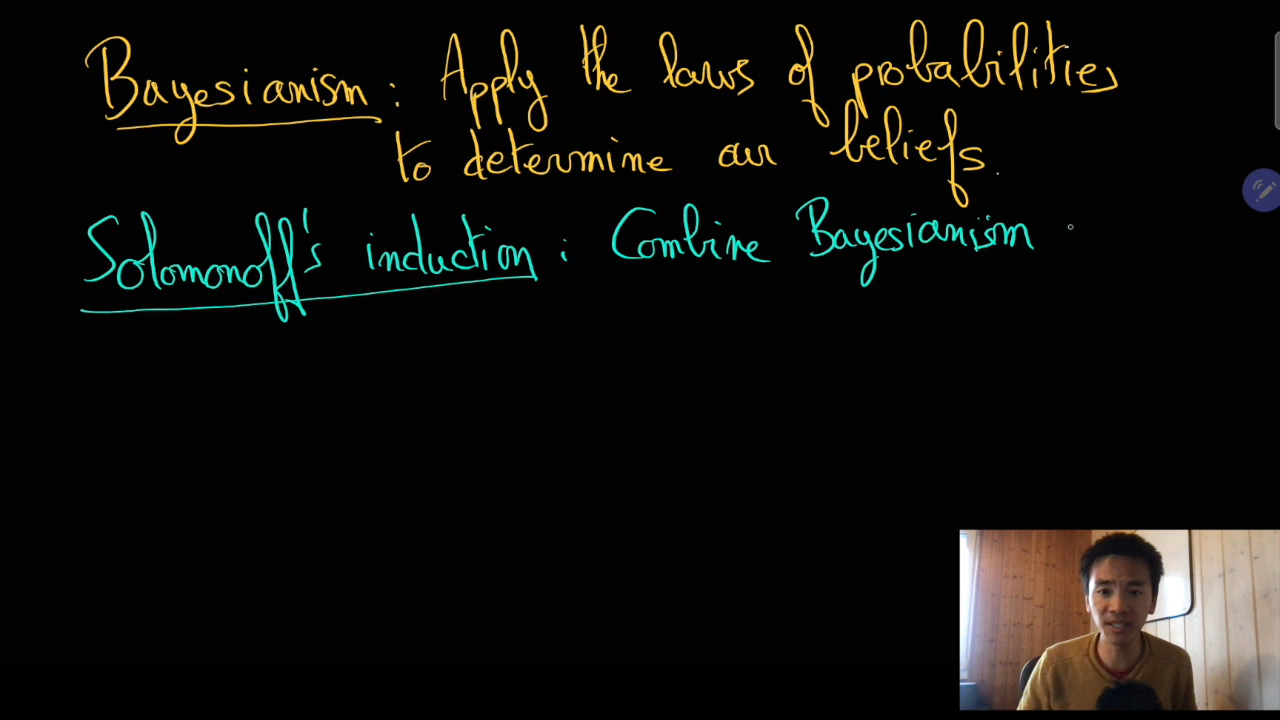 Bayesianism : Apply the laws of probabilities
to determine our beliefs.
Solomonoff's induction : Combine Bayesianism